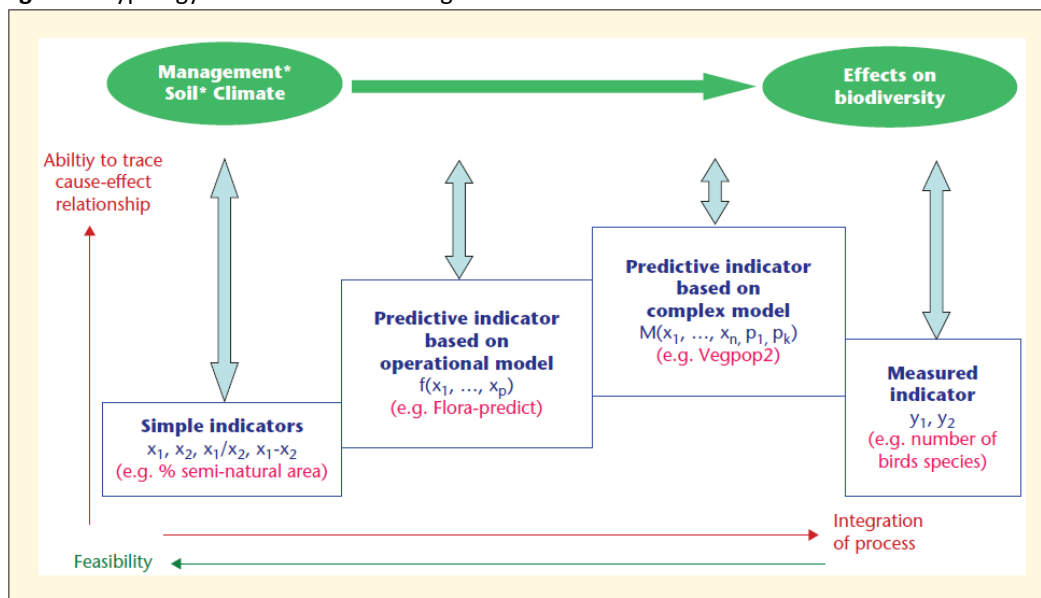 Management*
Soil* Climate
Effects on
biodiversity
Abiltiy to trace
cause-effect
relationship
Predictive indicator
based on
complex model
M(x1, …, xn, p1, pk)
(e.g. Vegpop2)
Predictive indicator
based on
operational model
f(x1, …, xp)
(e.g. Flora-predict)
Measured
indicator
y1, y2
(e.g. number of
birds species)
Simple indicators
x1, x2, x1/x2, x1-x2
(e.g. % semi-natural area)
Integration
of process
Feasibility